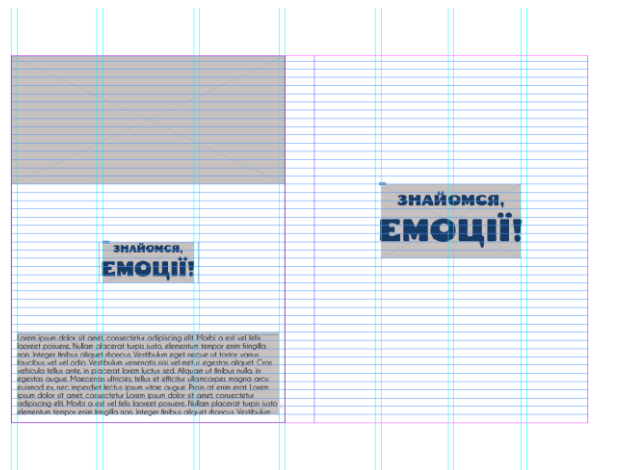 ЗНАЙОМСЯ,
ЕМОЦІЇ!
Lorem ipsum dolor sit amet, consectetur adipiscing elit. Morbi a est vel felis
laoreet posuere. Nullam placerat turpis justo, elementum tempor enim fringilla
non. Integer finibus aliquet rhoncus. Vestibulum eget neque ut tortor varius
faucibus vel vel odio. Vestibulum venenatis nisi vel metus egestas aliquet. Cras
vehicula tellus ante, in placerat lorem luctus sed. Aliquam ut finibus nulla, in
egestas augue. Maecenas ultricies, tellus et efficitur ullamcorper, magna arcu
euismod ex, nec imperdiet lectus ipsum vitae augue. Proin at enim erat. Lorem
ipsum dolor sit amet, consectetur Lorem ipsum dolor sit amet, consectetur
adipiscing elit. Morbi a est vel felis laoreet posuere. Nullam placerat turpis justo
elementum tempor enim fringilla non. Integer finibus aliquet rhoncus. Vestibulum
ЗНАЙОМСЯ,
ЕМОЦІЇ!